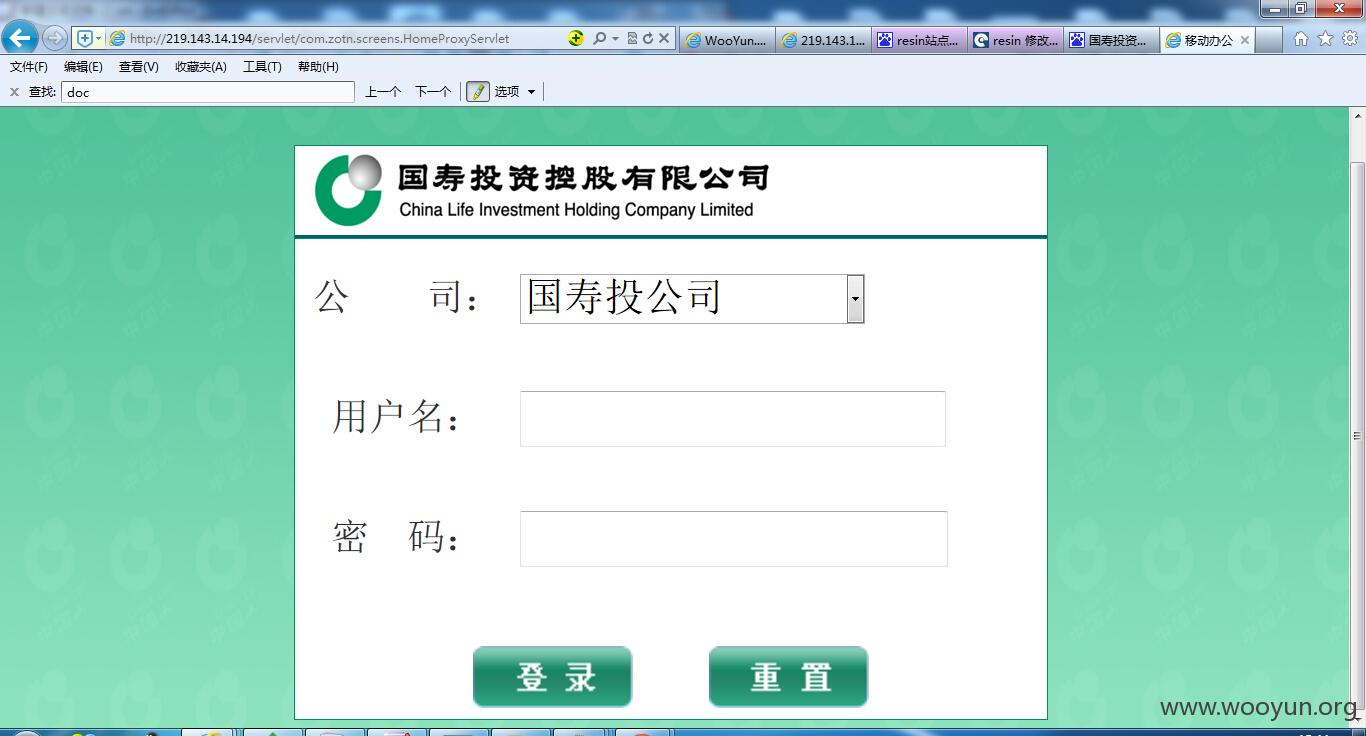 http://219.143.14.194/servlet/com.zotn.screens.HomeProxyServlet
WooYun....
219.143.1...
resin站点...
resin 修改...
国寿投资...
移动办公
文件(F) 编辑(E) 查看(V) 收藏夹(A) 工具(T) 帮助(H)
查找: doc 上一个 下一个 选项
国寿投资控股有限公司
China Life Investment Holding Company Limited
公 司： 国寿投公司
用户名：
密 码：
登录 重置
www.wooyun.org